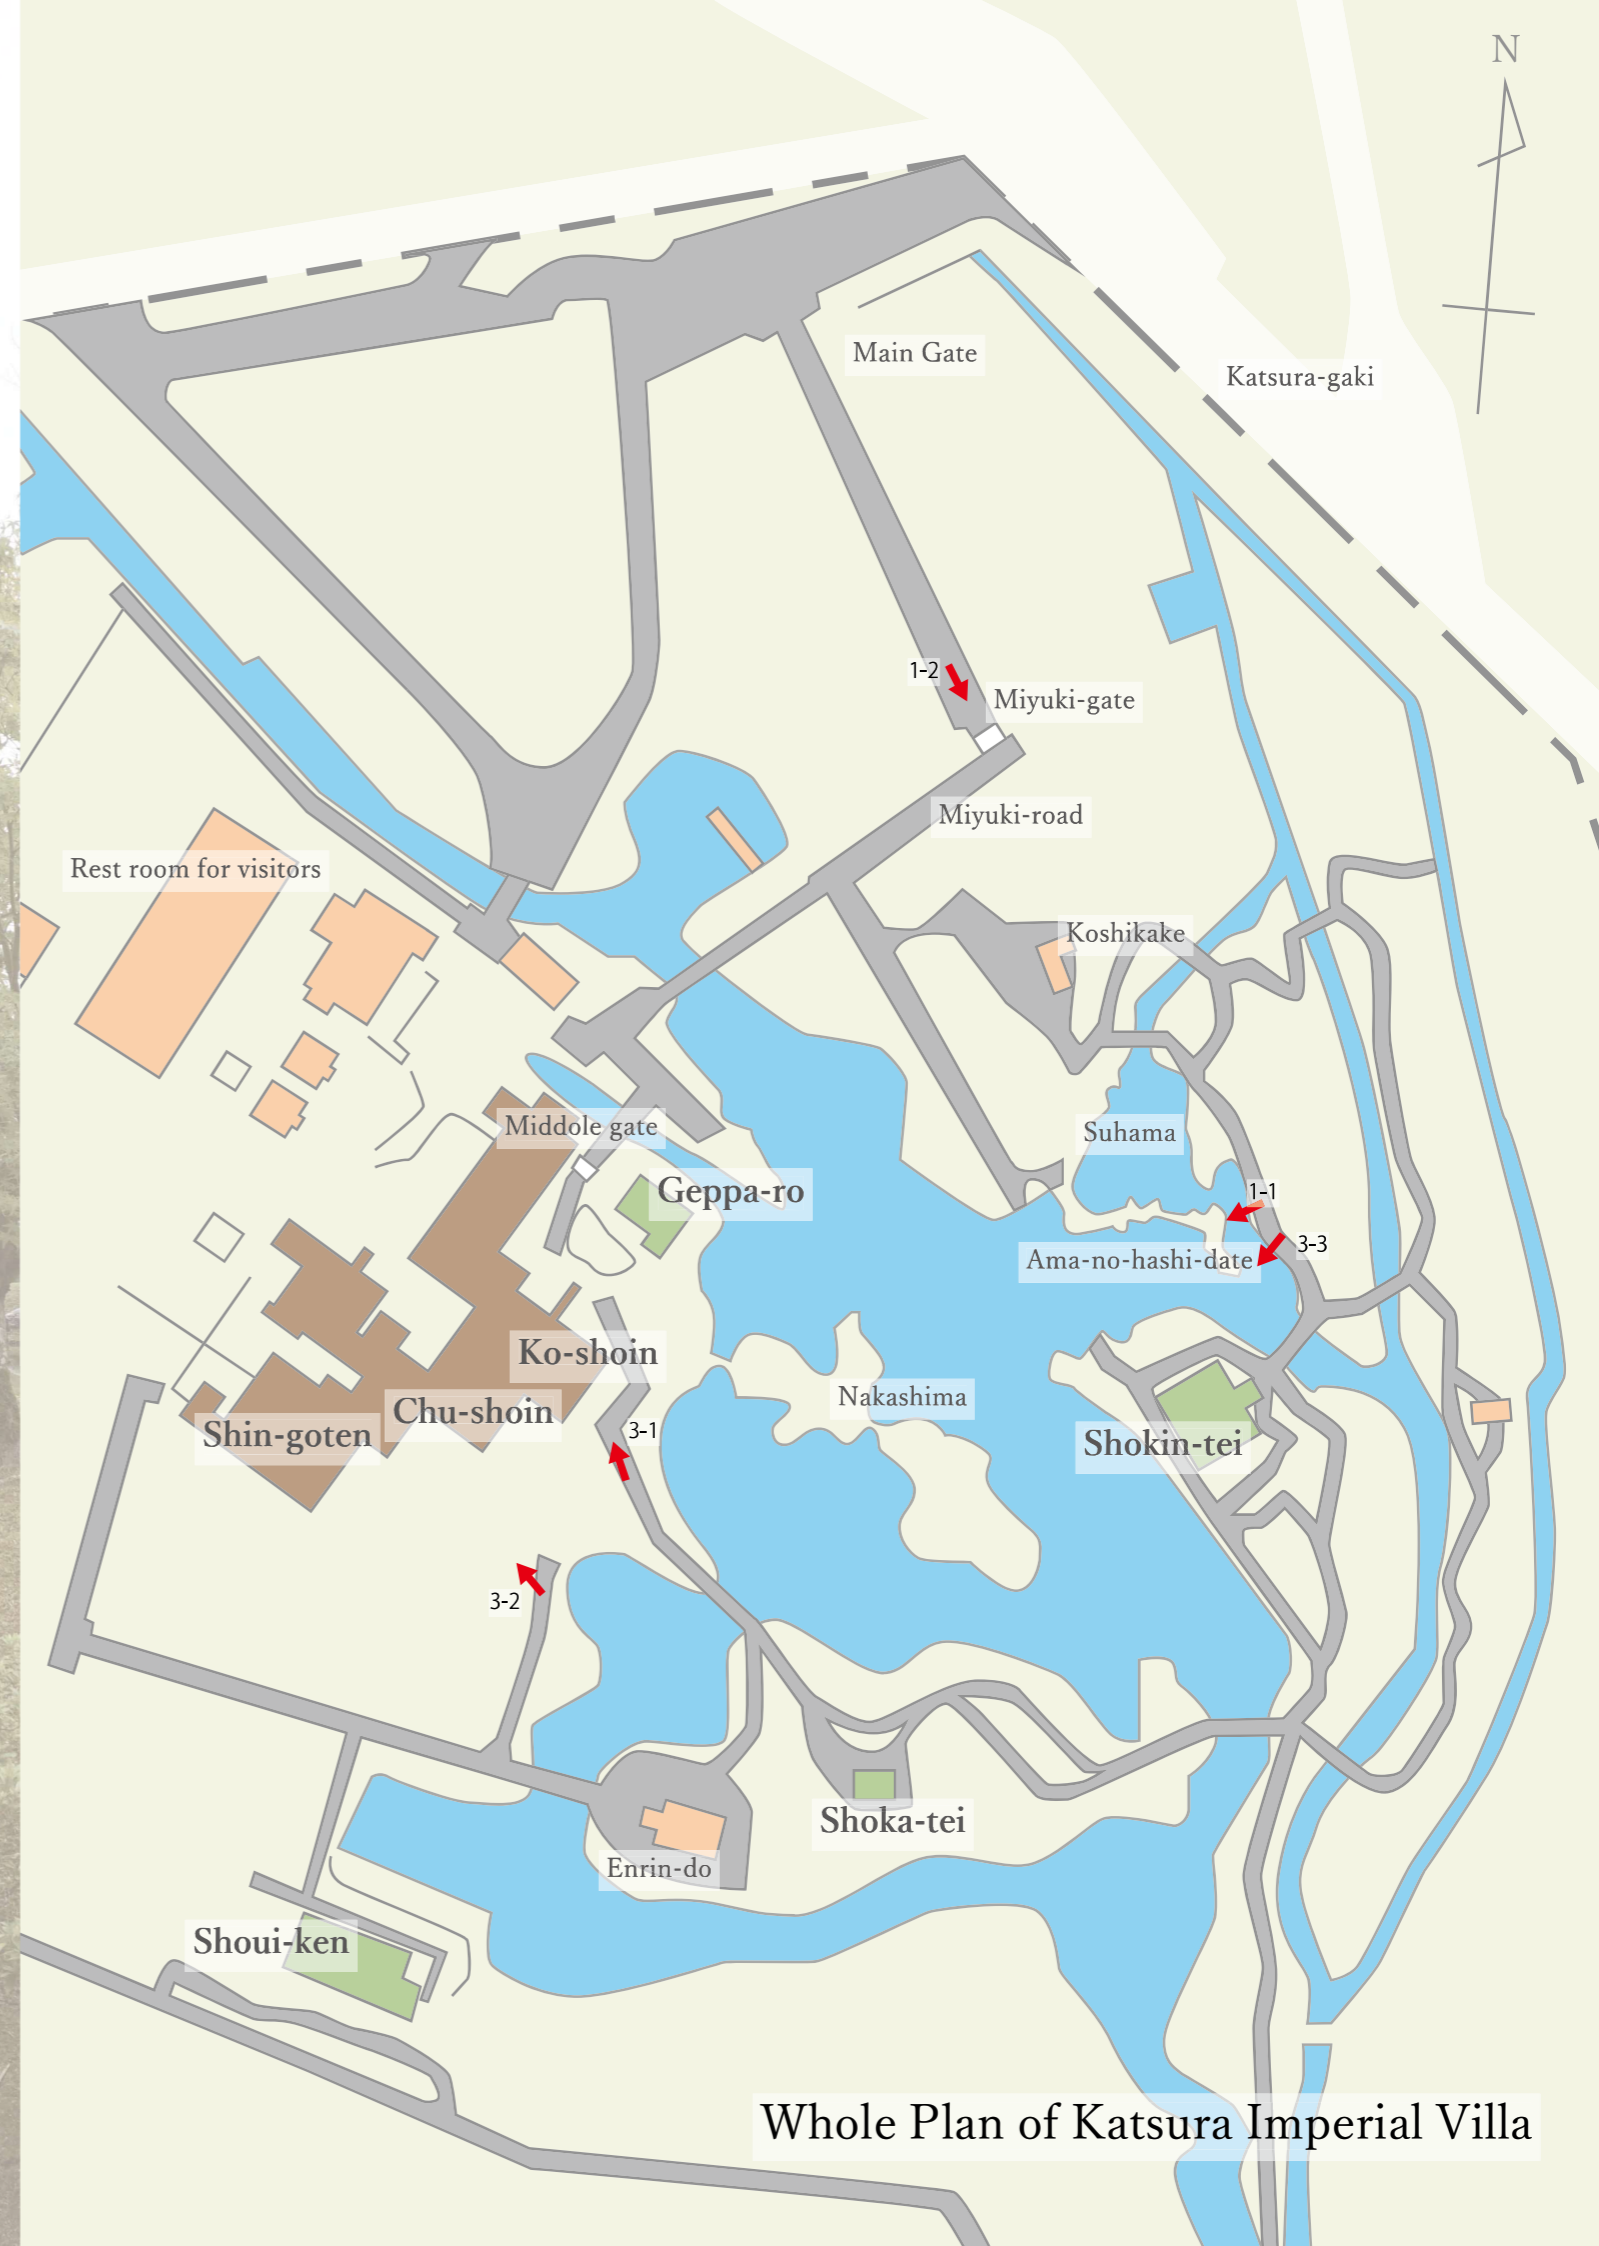 N
Main Gate
Katsura-gaki
1-2
Miyuki-gate
Miyuki-road
Rest room for visitors
Koshikake
Middole gate
Suhama
Geppa-ro
1-1
3-3
Ama-no-hashi-date
Ko-shoin
Nakashima
Chu-shoin
Shin-goten
3-1
Shokin-tei
3-2
Shoka-tei
Enrin-do
Shoui-ken
Whole Plan of Katsura Imperial Villa